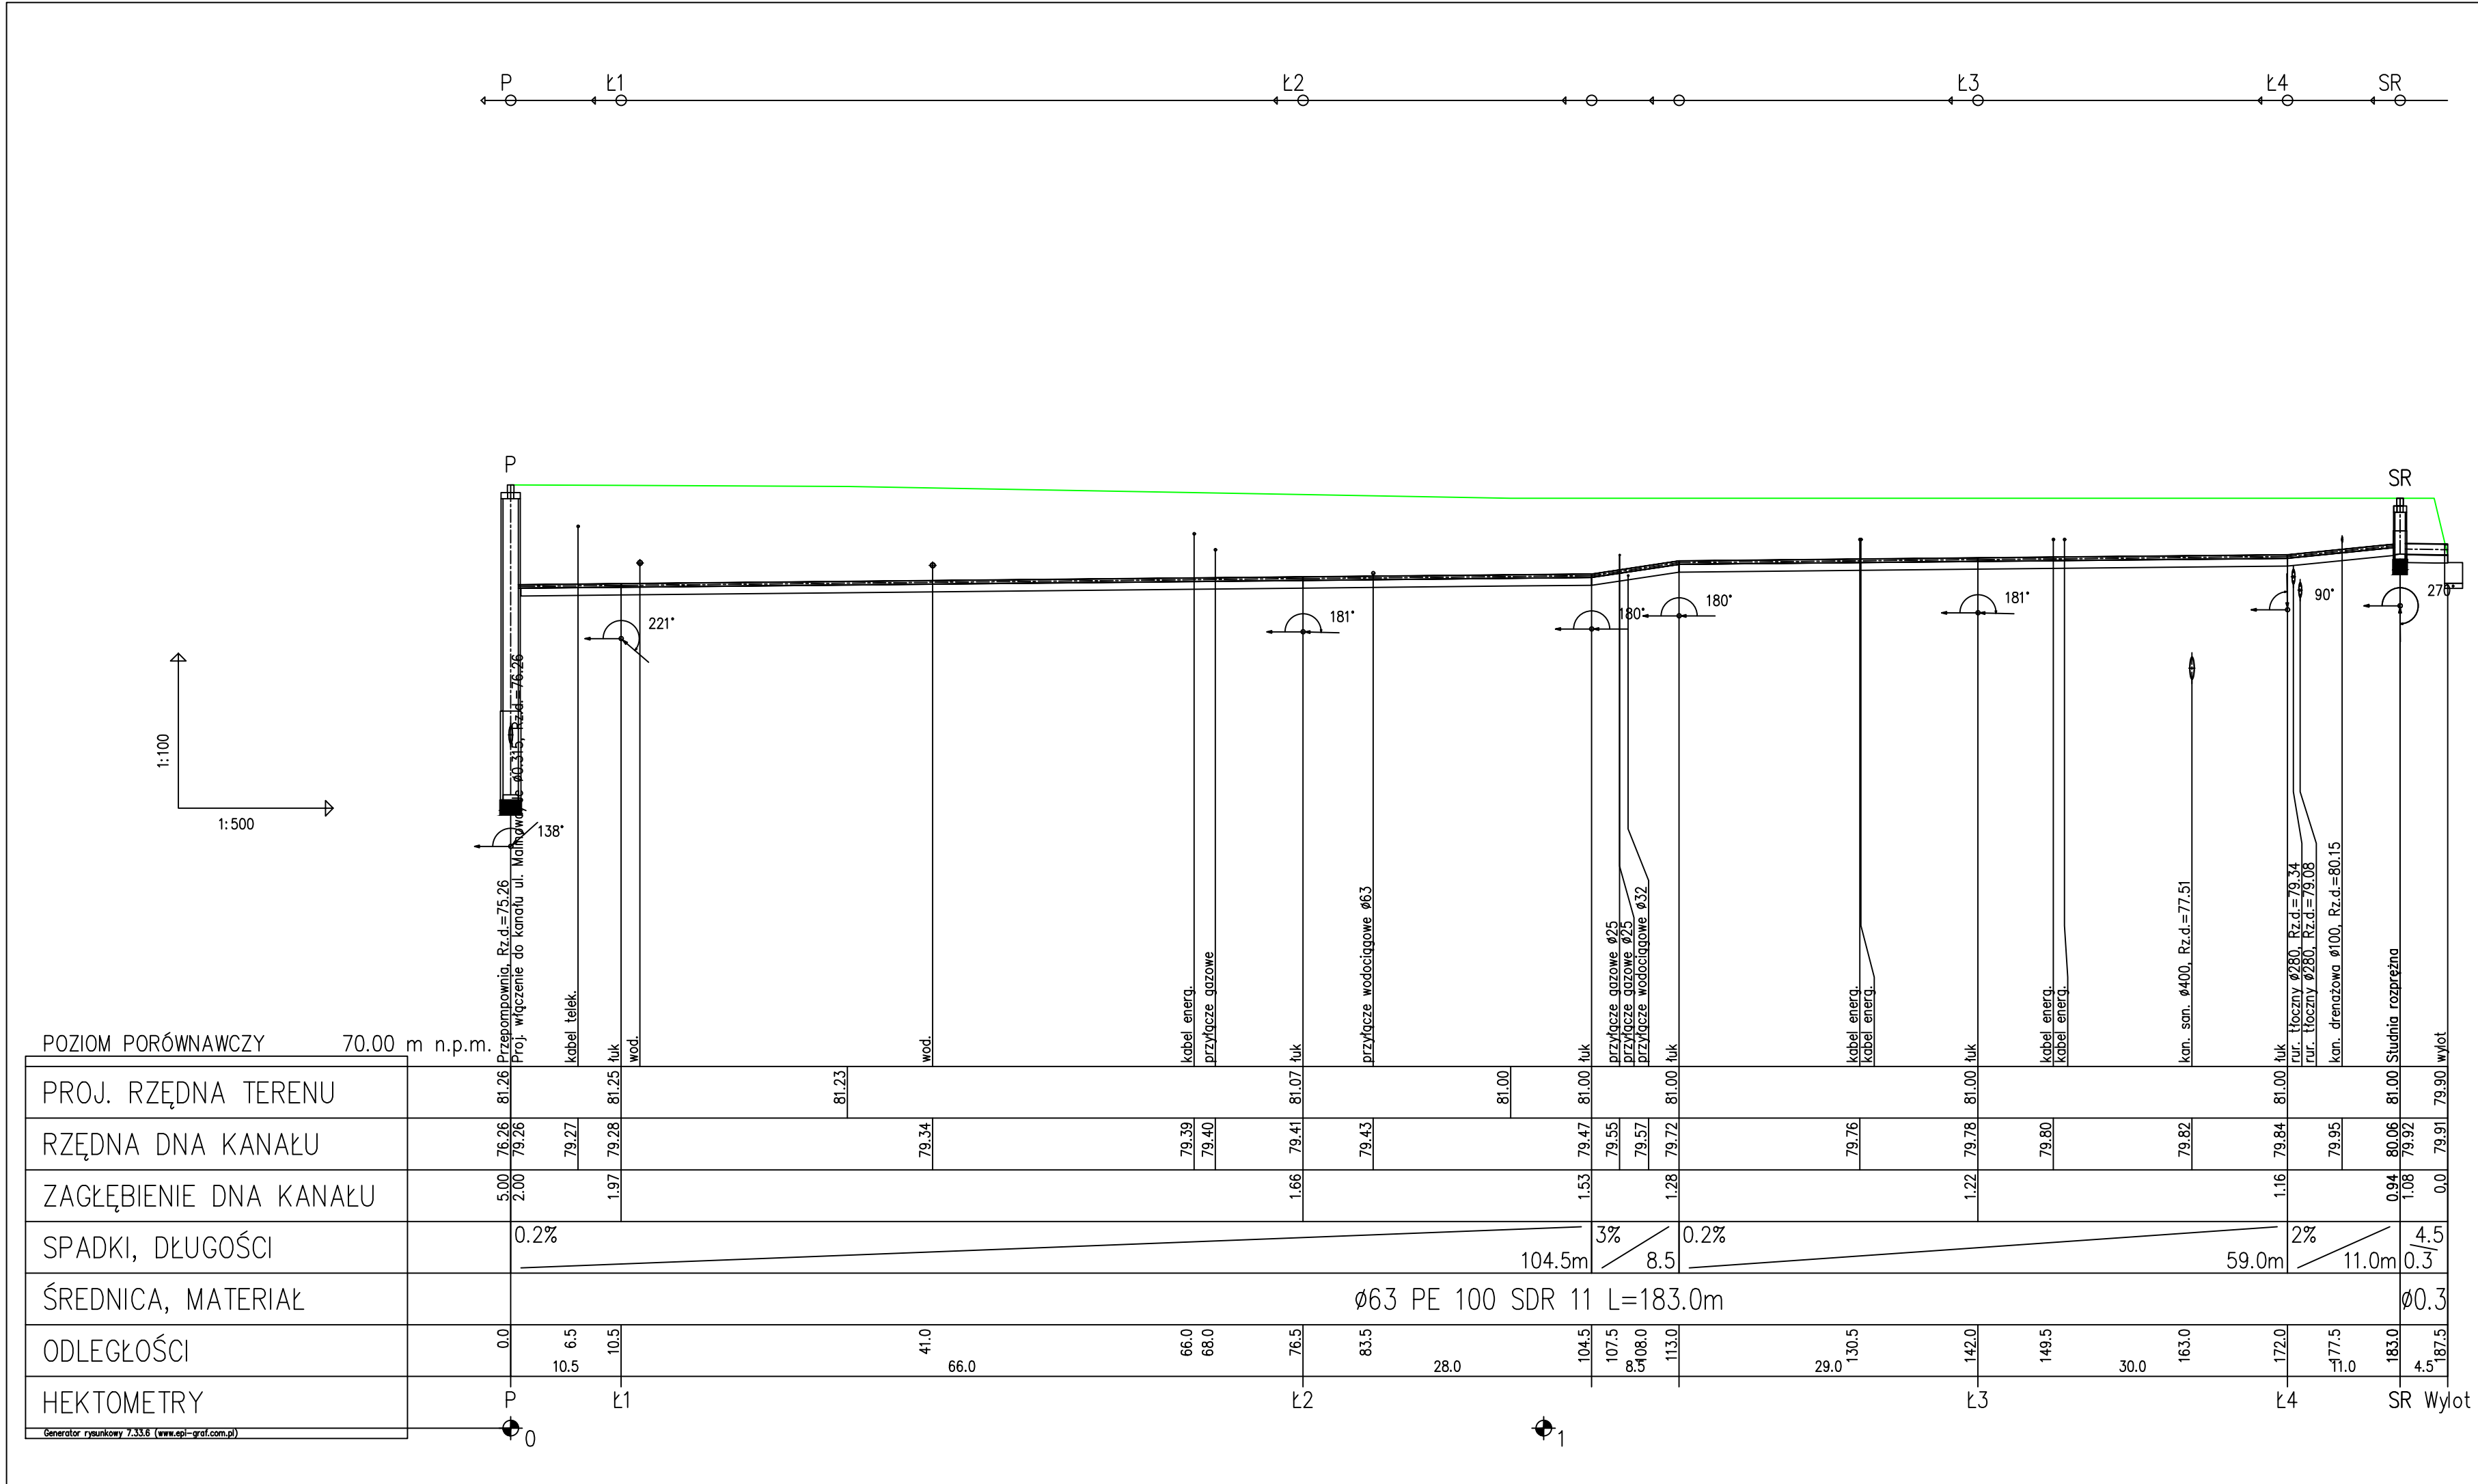 P Ł1 Ł2 Ł3 Ł4 SR
P SR
221°
181°
180°
180°
181°
90°
270°
138°
1:100
1:500
Przepompownia, Rz.d.=75.26
Proj. włączenie do kanału ul. Malinowa, de ø0.315, Rz.d.=76.26
kabel telek.
łuk
wod.
wod.
kabel energ.
przyłącze gazowe
łuk
przyłącze wodociągowe ø63
łuk
przyłącze gazowe ø25
przyłącze gazowe ø25
przyłącze wodociągowe ø32
łuk
kabel energ.
kabel energ.
łuk
kabel energ.
kabel energ.
kan. san. ø400, Rz.d.=77.51
łuk
rur. tłoczny ø280, Rz.d.=79.34
rur. tłoczny ø280, Rz.d.=79.08
kan. drenażowa ø100, Rz.d.=80.15
Studnia rozprężna
wylot
POZIOM PORÓWNAWCZY 70.00 m n.p.m.
PROJ. RZĘDNA TERENU 81.26 81.25 81.23 81.07 81.00 81.00 81.00 81.00 81.00 81.00 79.90
RZĘDNA DNA KANAŁU 76.26 79.26 79.27 79.28 79.34 79.39 79.40 79.41 79.43 79.47 79.55 79.57 79.72 79.76 79.78 79.80 79.82 79.84 79.95 80.06 79.92 79.91
ZAGŁĘBIENIE DNA KANAŁU 5.00 2.00 1.97 1.66 1.53 1.28 1.22 1.16 0.94 1.08 0.0
SPADKI, DŁUGOŚCI 0.2% 104.5m 3% 8.5 0.2% 59.0m 2% 11.0m 0.3 4.5
ŚREDNICA, MATERIAŁ ø63 PE 100 SDR 11 L=183.0m ø0.3
ODLEGŁOŚCI 0.0 6.5 10.5 41.0 66.0 68.0 76.5 83.5 104.5 107.5 108.0 113.0 130.5 142.0 149.5 163.0 172.0 177.5 183.0 187.5
10.5 66.0 28.0 8.5 29.0 30.0 11.0 4.5
HEKTOMETRY P Ł1 Ł2 Ł3 Ł4 SR Wylot
Generator rysunkowy 7.33.6 (www.epi-graf.com.pl)
0 1